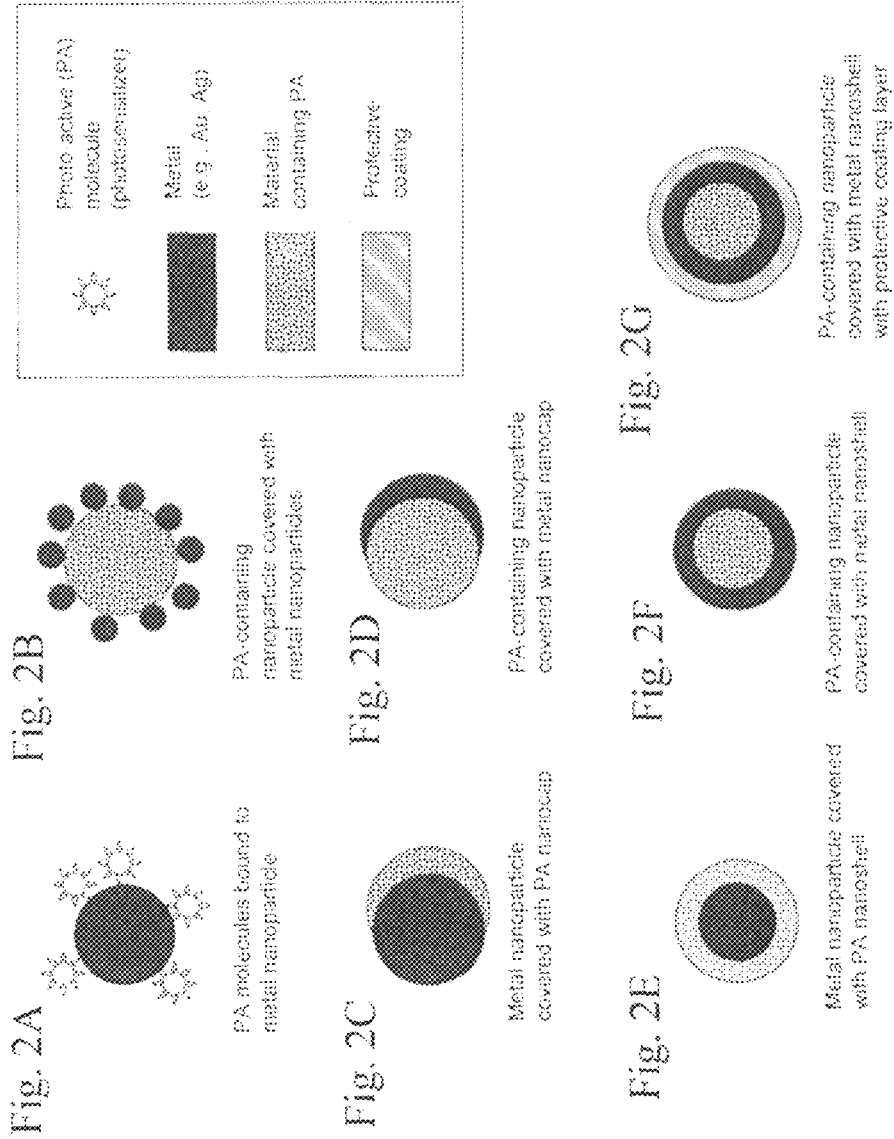 Fig. 2A
PA molecules bound to
metal nanoparticle
Fig. 2B
PA-containing
nanoparticle covered with
metal nanoparticles
Photo-active (PA)
molecule
(photosensitizer)
Metal
(e.g. Au, Ag)
Material
containing PA
Protective
coating
Fig. 2C
Metal nanoparticle
covered with PA nanocap
Fig. 2D
PA-containing nanoparticle
covered with metal nanocap
Fig. 2E
Metal nanoparticle covered
with PA nanoshell
Fig. 2F
PA-containing nanoparticle
covered with metal nanoshell
Fig. 2G
PA-containing nanoparticle
covered with metal nanoshell
with protective coating layer